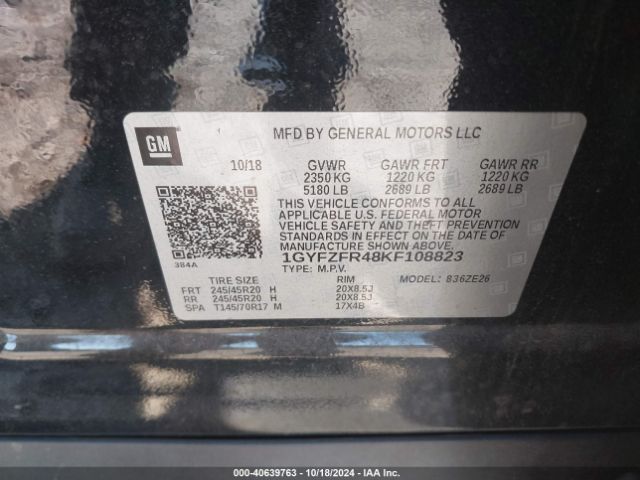 GM
MFD BY GENERAL MOTORS LLC
10/18 GVWR GAWR FRT GAWR RR
2350 KG 1220 KG 1220 KG
5180 LB 2689 LB 2689 LB
THIS VEHICLE CONFORMS TO ALL
APPLICABLE U.S. FEDERAL MOTOR
VEHICLE SAFETY AND THEFT PREVENTION
STANDARDS IN EFFECT ON THE DATE OF
MANUFACTURE SHOWN ABOVE.
1GYFZFR48KF108823
384A
TYPE: M.P.V. MODEL: 836ZE26
TIRE SIZE RIM
FRT 245/45R20 H 20X8.5J
RR 245/45R20 H 20X8.5J
SPA T145/70R17 M 17X4B
000-40639763 - 10/18/2024 - IAA Inc.